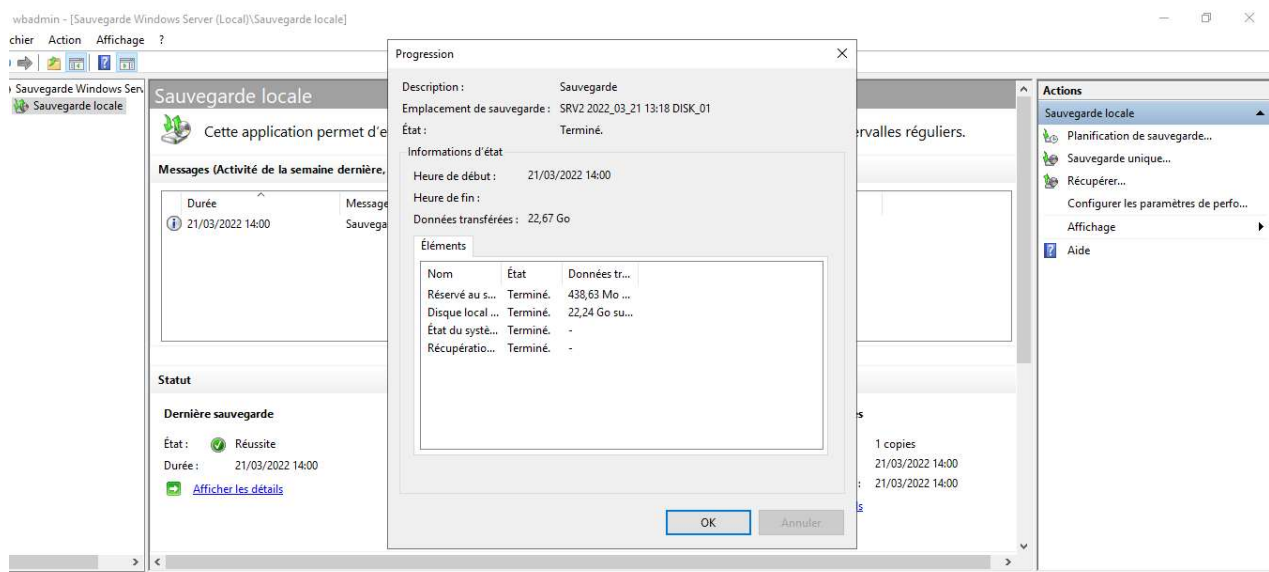 wbadmin - [Sauvegarde Windows Server (Local)\Sauvegarde locale]
chier Action Affichage ?
Sauvegarde Windows Serv
Sauvegarde locale
Sauvegarde locale
Cette application permet d'e
ervalles réguliers.
Messages (Activité de la semaine dernière,
Durée Message
21/03/2022 14:00 Sauvega
Statut
Dernière sauvegarde
État : Réussite
Durée : 21/03/2022 14:00
Afficher les détails
es
1 copies
21/03/2022 14:00
: 21/03/2022 14:00
ls
Progression
Description : Sauvegarde
Emplacement de sauvegarde : SRV2 2022_03_21 13:18 DISK_01
État : Terminé.
Informations d'état
Heure de début : 21/03/2022 14:00
Heure de fin :
Données transférées : 22,67 Go
Éléments
Nom État Données tr...
Réservé au s... Terminé. 438,63 Mo ...
Disque local ... Terminé. 22,24 Go su...
État du systè... Terminé. -
Récupératio... Terminé. -
OK Annuler
Actions
Sauvegarde locale
Planification de sauvegarde...
Sauvegarde unique...
Récupérer...
Configurer les paramètres de perfo...
Affichage
Aide